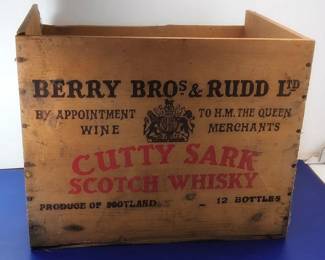 BERRY BROS & RUDD LTD
BY APPOINTMENT TO H.M. THE QUEEN
WINE MERCHANTS
CUTTY SARK
SCOTCH WHISKY
PRODUCE OF SCOTLAND - 12 BOTTLES